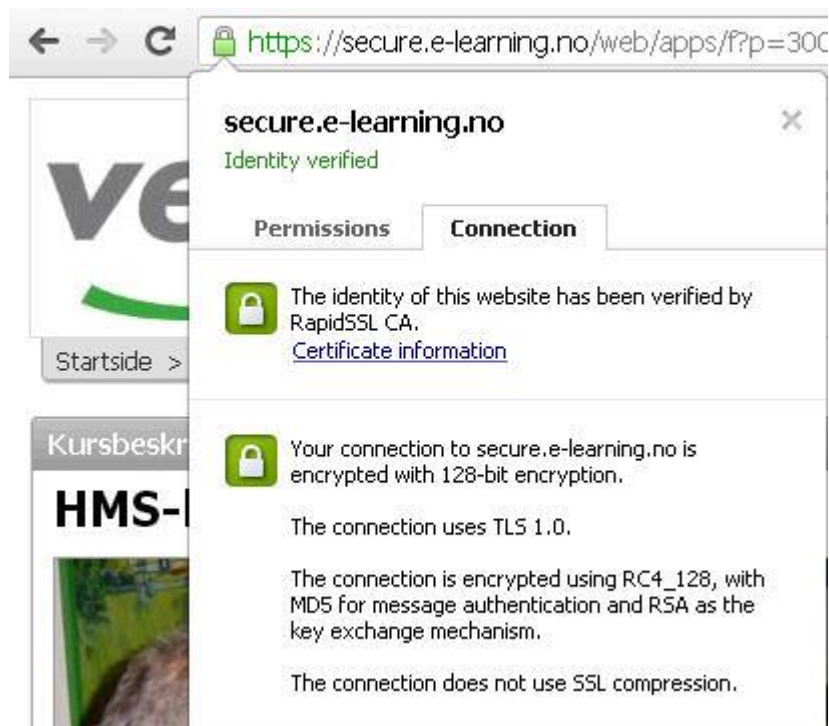 https://secure.e-learning.no/web/apps/f?p=300
secure.e-learning.no
Identity verified
Permissions
Connection
The identity of this website has been verified by
RapidSSL CA.
Certificate information
Startside >
Kursbeskr
Your connection to secure.e-learning.no is
encrypted with 128-bit encryption.
HMS-
The connection uses TLS 1.0.
The connection is encrypted using RC4_128, with
MD5 for message authentication and RSA as the
key exchange mechanism.
The connection does not use SSL compression.